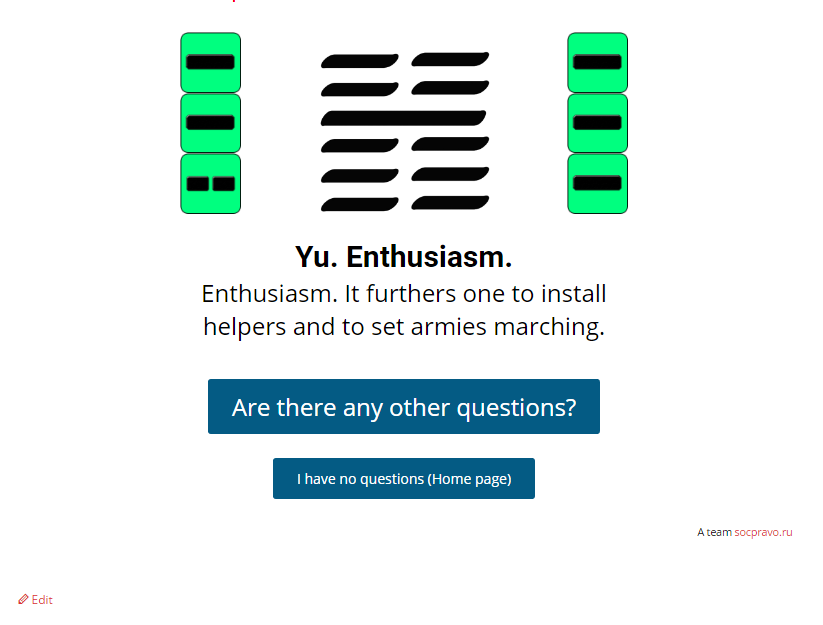 Yu. Enthusiasm.
Enthusiasm. It furthers one to install
helpers and to set armies marching.
Are there any other questions?
I have no questions (Home page)
A team socpravo.ru
Edit